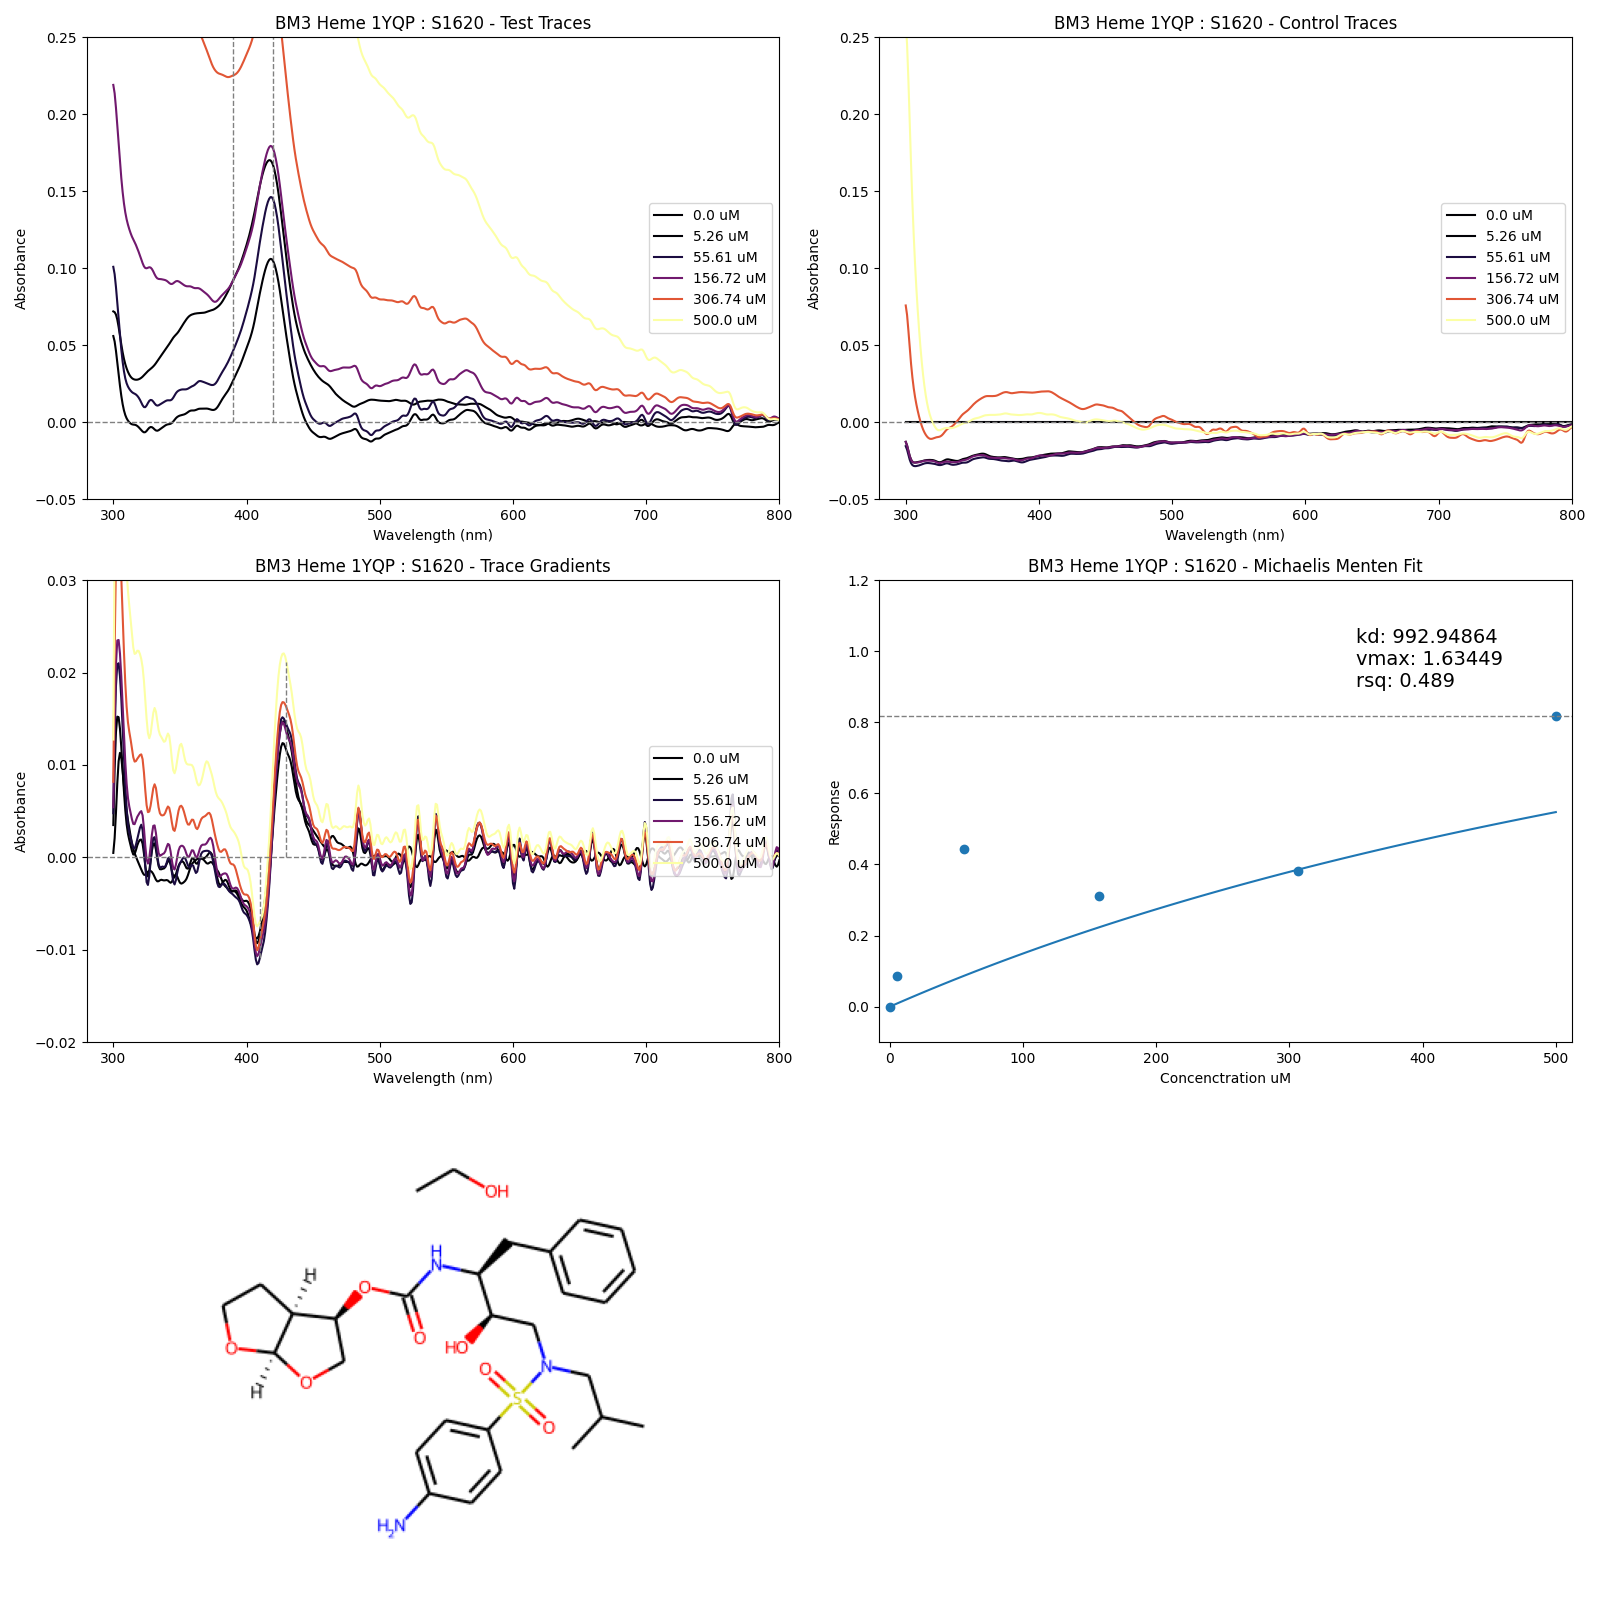 BM3 Heme 1YQP : S1620 - Test Traces
0.25
0.20
0.15
0.10
0.05
0.00
−0.05
Absorbance
300 400 500 600 700 800
Wavelength (nm)
0.0 uM
5.26 uM
55.61 uM
156.72 uM
306.74 uM
500.0 uM
BM3 Heme 1YQP : S1620 - Control Traces
0.25
0.20
0.15
0.10
0.05
0.00
−0.05
Absorbance
300 400 500 600 700 800
Wavelength (nm)
0.0 uM
5.26 uM
55.61 uM
156.72 uM
306.74 uM
500.0 uM
BM3 Heme 1YQP : S1620 - Trace Gradients
0.03
0.02
0.01
0.00
−0.01
−0.02
Absorbance
300 400 500 600 700 800
Wavelength (nm)
0.0 uM
5.26 uM
55.61 uM
156.72 uM
306.74 uM
500.0 uM
BM3 Heme 1YQP : S1620 - Michaelis Menten Fit
1.2
1.0
0.8
0.6
0.4
0.2
0.0
Response
kd: 992.94864
vmax: 1.63449
rsq: 0.489
0 100 200 300 400 500
Concenctration uM
OH
H
N
H
O
O
HO
O
N
O
H
O
S
O
H2N